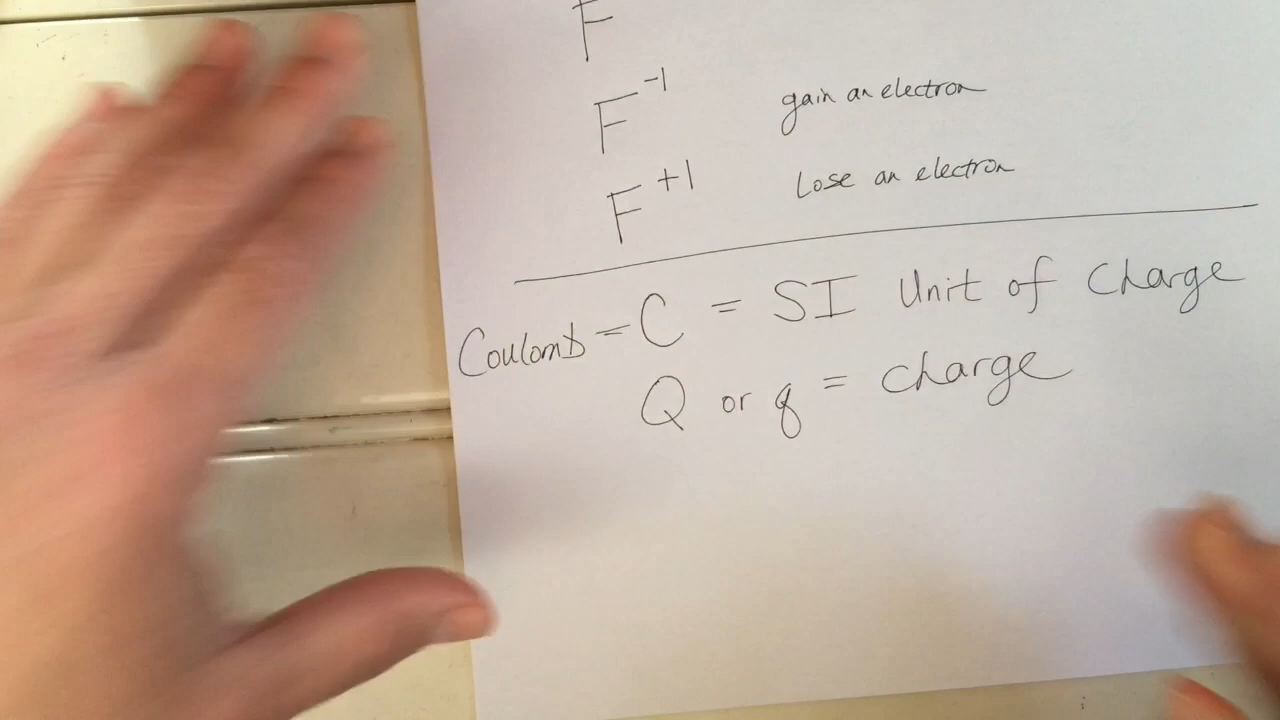 F
F⁻¹ gain an electron
F⁺¹ Lose an electron
Coulomb = C = SI Unit of Charge
Q or q = charge